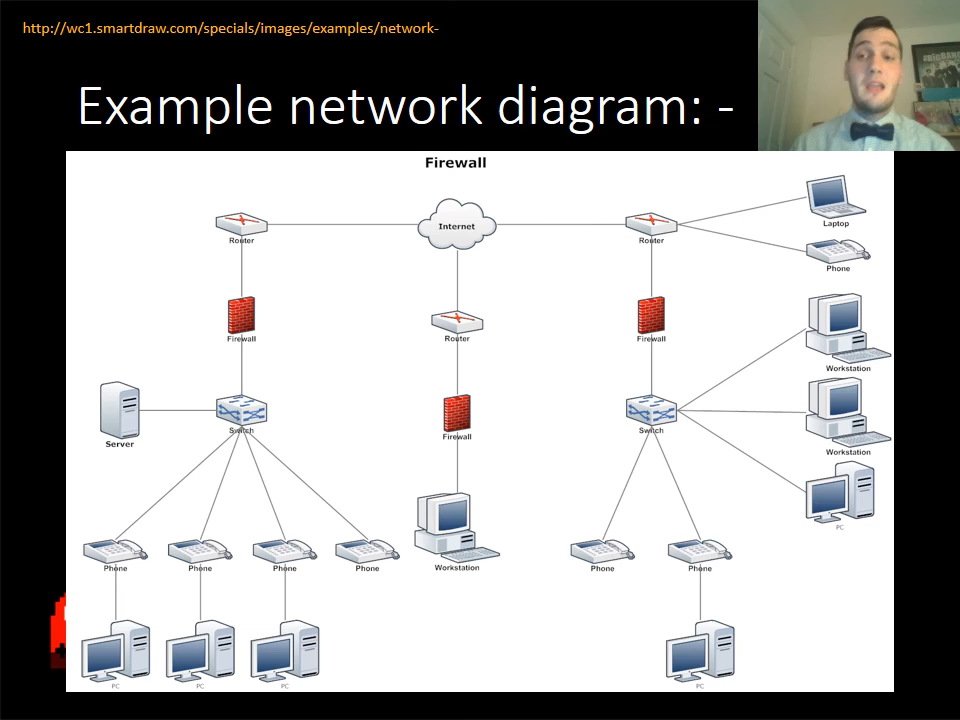 http://wc1.smartdraw.com/specials/images/examples/network-
Example network diagram: -
#BIGBANG
Firewall
Internet
Router
Router
Laptop
Phone
Firewall
Router
Firewall
Workstation
Server
Switch
Firewall
Switch
Workstation
PC
Phone
Phone
Phone
Phone
Workstation
Phone
Phone
PC
PC
PC
PC